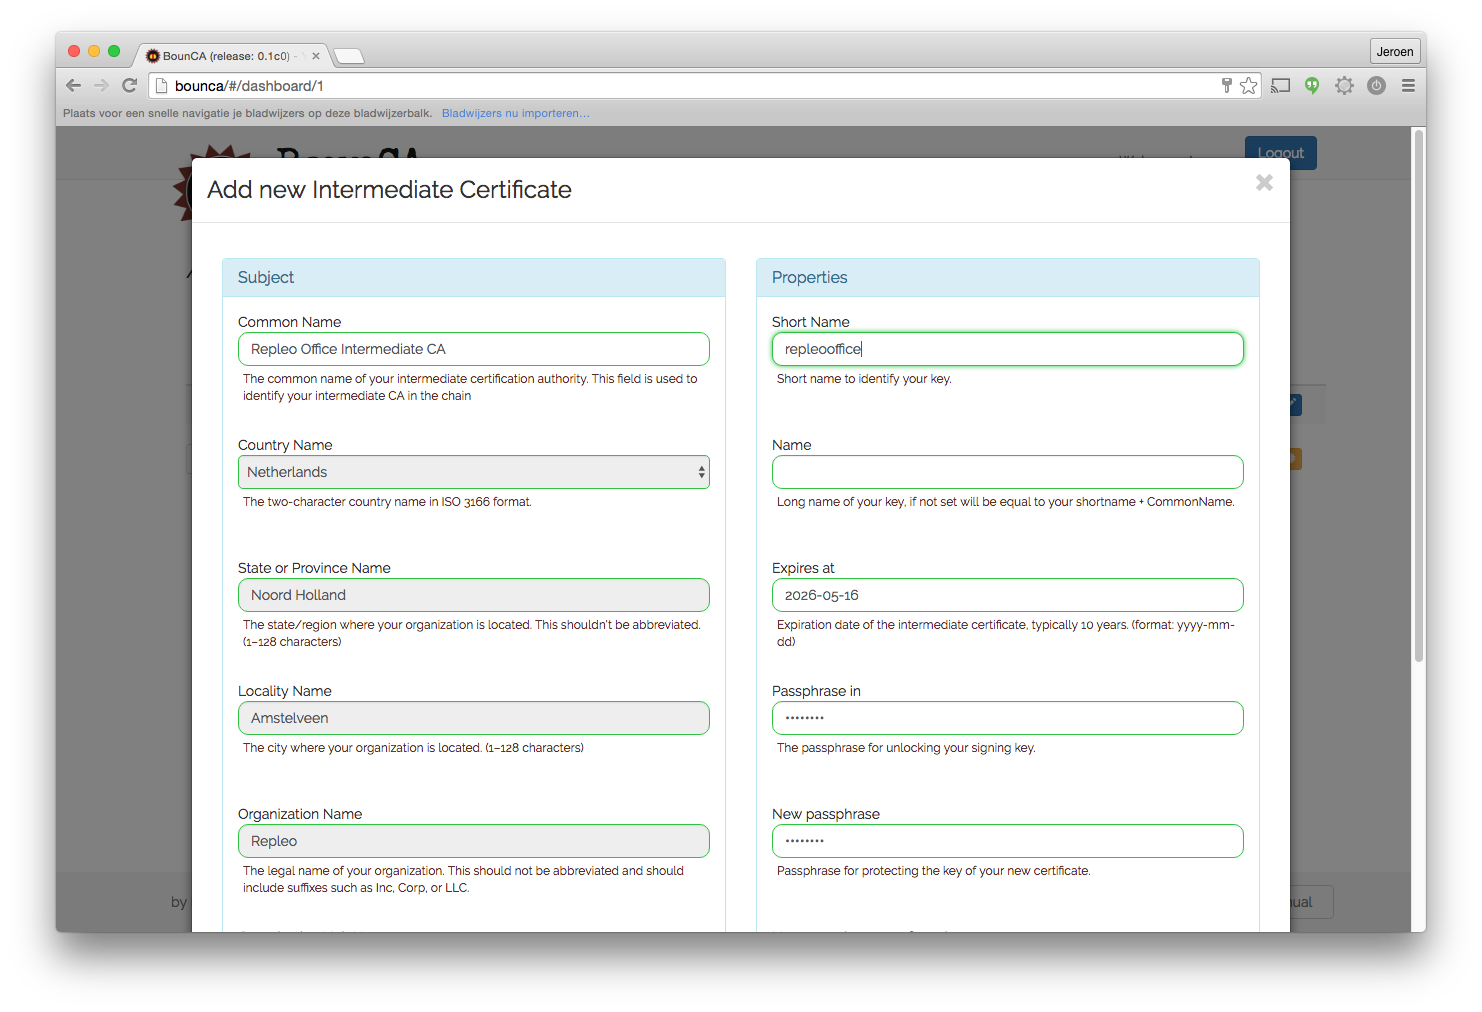 BounCA (release: 0.1c0) -
Jeroen
bounca/#/dashboard/1
Plaats voor een snelle navigatie je bladwijzers op deze bladwijzerbalk. Bladwijzers nu importeren...
BounCA
Logout
Add new Intermediate Certificate
Subject
Common Name
Repleo Office Intermediate CA
The common name of your intermediate certification authority. This field is used to
identify your intermediate CA in the chain
Country Name
Netherlands
The two-character country name in ISO 3166 format.
State or Province Name
Noord Holland
The state/region where your organization is located. This shouldn't be abbreviated.
(1–128 characters)
Locality Name
Amstelveen
The city where your organization is located. (1–128 characters)
Organization Name
Repleo
The legal name of your organization. This should not be abbreviated and should
include suffixes such as Inc, Corp, or LLC.
Properties
Short Name
repleooffice
Short name to identify your key.
Name
Long name of your key, if not set will be equal to your shortname + CommonName.
Expires at
2026-05-16
Expiration date of the intermediate certificate, typically 10 years. (format: yyyy-mm-
dd)
Passphrase in
••••••••
The passphrase for unlocking your signing key.
New passphrase
••••••••
Passphrase for protecting the key of your new certificate.
by